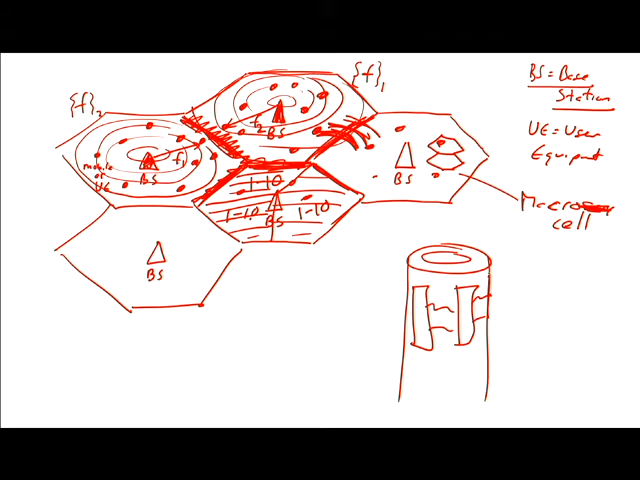 {f}₁
BS = Base
Station
{f}₂
f₂
BS
UE = User
Equipmt
f₁
mobile
or UE
BS
BS
1-10
1-10
1-10
BS
Macro
cell
BS